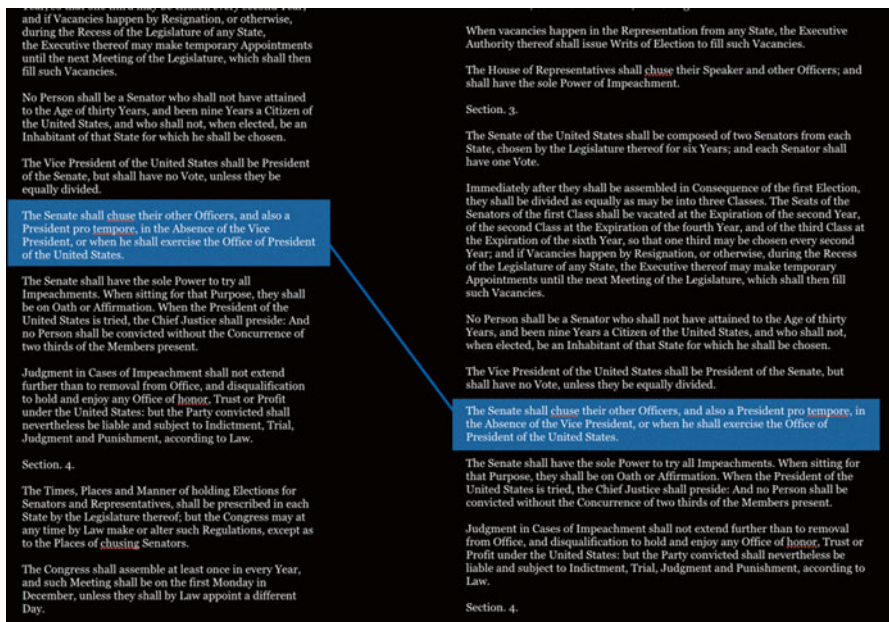 and if Vacancies happen by Resignation, or otherwise,
during the Recess of the Legislature of any State,
the Executive thereof may make temporary Appointments
until the next Meeting of the Legislature, which shall then
fill such Vacancies.
No Person shall be a Senator who shall not have attained
to the Age of thirty Years, and been nine Years a Citizen of
the United States, and who shall not, when elected, be an
Inhabitant of that State for which he shall be chosen.
The Vice President of the United States shall be President
of the Senate, but shall have no Vote, unless they be
equally divided.
The Senate shall chuse their other Officers, and also a
President pro tempore, in the Absence of the Vice
President, or when he shall exercise the Office of President
of the United States.
The Senate shall have the sole Power to try all
Impeachments. When sitting for that Purpose, they shall
be on Oath or Affirmation. When the President of the
United States is tried, the Chief Justice shall preside: And
no Person shall be convicted without the Concurrence of
two thirds of the Members present.
Judgment in Cases of Impeachment shall not extend
further than to removal from Office, and disqualification
to hold and enjoy any Office of honor, Trust or Profit
under the United States: but the Party convicted shall
nevertheless be liable and subject to Indictment, Trial,
Judgment and Punishment, according to Law.
Section. 4.
The Times, Places and Manner of holding Elections for
Senators and Representatives, shall be prescribed in each
State by the Legislature thereof; but the Congress may at
any time by Law make or alter such Regulations, except as
to the Places of chusing Senators.
The Congress shall assemble at least once in every Year,
and such Meeting shall be on the first Monday in
December, unless they shall by Law appoint a different
Day.
When vacancies happen in the Representation from any State, the Executive
Authority thereof shall issue Writs of Election to fill such Vacancies.
The House of Representatives shall chuse their Speaker and other Officers; and
shall have the sole Power of Impeachment.
Section. 3.
The Senate of the United States shall be composed of two Senators from each
State, chosen by the Legislature thereof for six Years; and each Senator shall
have one Vote.
Immediately after they shall be assembled in Consequence of the first Election,
they shall be divided as equally as may be into three Classes. The Seats of the
Senators of the first Class shall be vacated at the Expiration of the second Year,
of the second Class at the Expiration of the fourth Year, and of the third Class at
the Expiration of the sixth Year, so that one third may be chosen every second
Year; and if Vacancies happen by Resignation, or otherwise, during the Recess
of the Legislature of any State, the Executive thereof may make temporary
Appointments until the next Meeting of the Legislature, which shall then fill
such Vacancies.
No Person shall be a Senator who shall not have attained to the Age of thirty
Years, and been nine Years a Citizen of the United States, and who shall not,
when elected, be an Inhabitant of that State for which he shall be chosen.
The Vice President of the United States shall be President of the Senate, but
shall have no Vote, unless they be equally divided.
The Senate shall chuse their other Officers, and also a President pro tempore, in
the Absence of the Vice President, or when he shall exercise the Office of
President of the United States.
The Senate shall have the sole Power to try all Impeachments. When sitting for
that Purpose, they shall be on Oath or Affirmation. When the President of the
United States is tried, the Chief Justice shall preside: And no Person shall be
convicted without the Concurrence of two thirds of the Members present.
Judgment in Cases of Impeachment shall not extend further than to removal
from Office, and disqualification to hold and enjoy any Office of honor, Trust or
Profit under the United States: but the Party convicted shall nevertheless be
liable and subject to Indictment, Trial, Judgment and Punishment, according to
Law.
Section. 4.